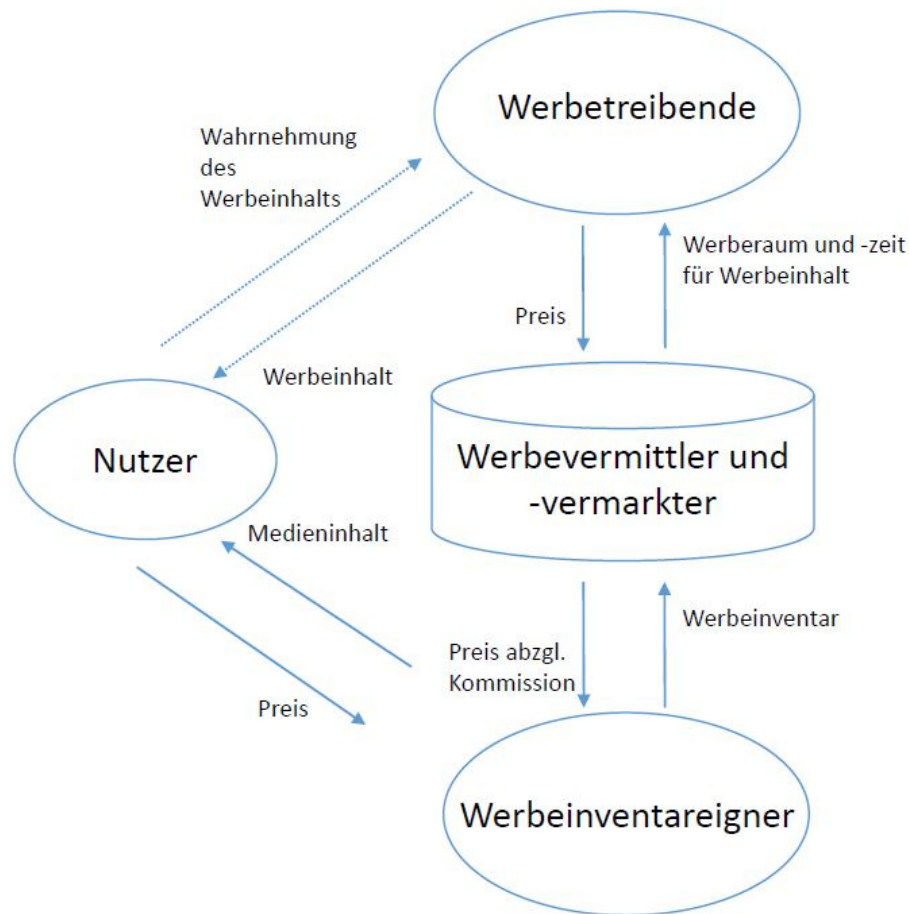 Werbetreibende
Wahrnehmung
des
Werbeinhalts
Werberaum und -zeit
für Werbeinhalt
Preis
Werbeinhalt
Nutzer
Werbevermittler und
-vermarkter
Medieninhalt
Werbeinventar
Preis abzgl.
Kommission
Preis
Werbeinventareigner